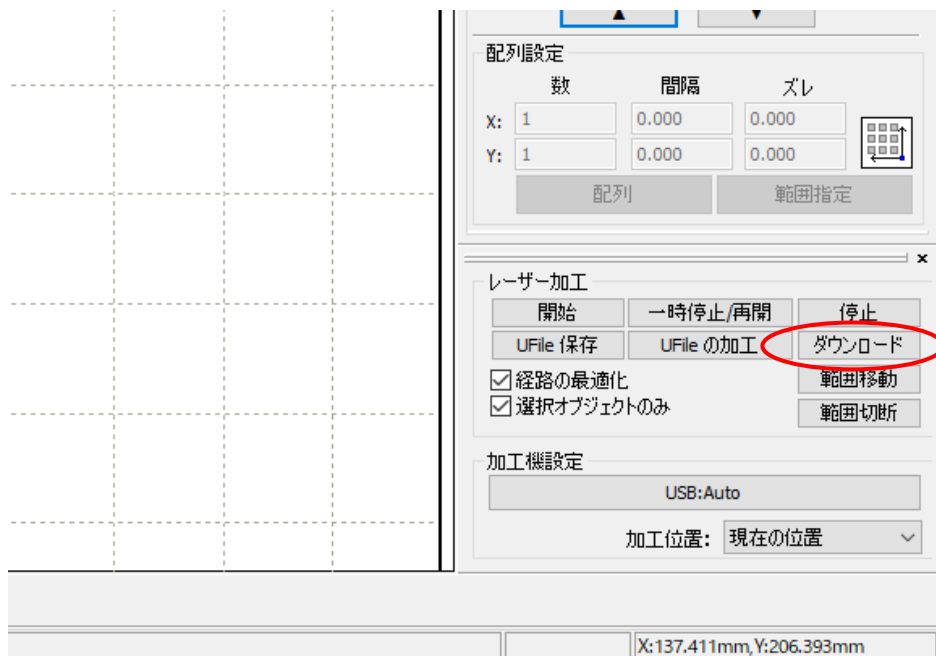 ▲ ▼
配列設定
数 間隔 ズレ
X: 1 0.000 0.000
Y: 1 0.000 0.000
配列 範囲指定
レーザー加工
開始 一時停止/再開 停止
UFile 保存 UFile の加工 ダウンロード
経路の最適化 範囲移動
選択オブジェクトのみ 範囲切断
加工機設定
USB:Auto
加工位置: 現在の位置
X:137.411mm,Y:206.393mm